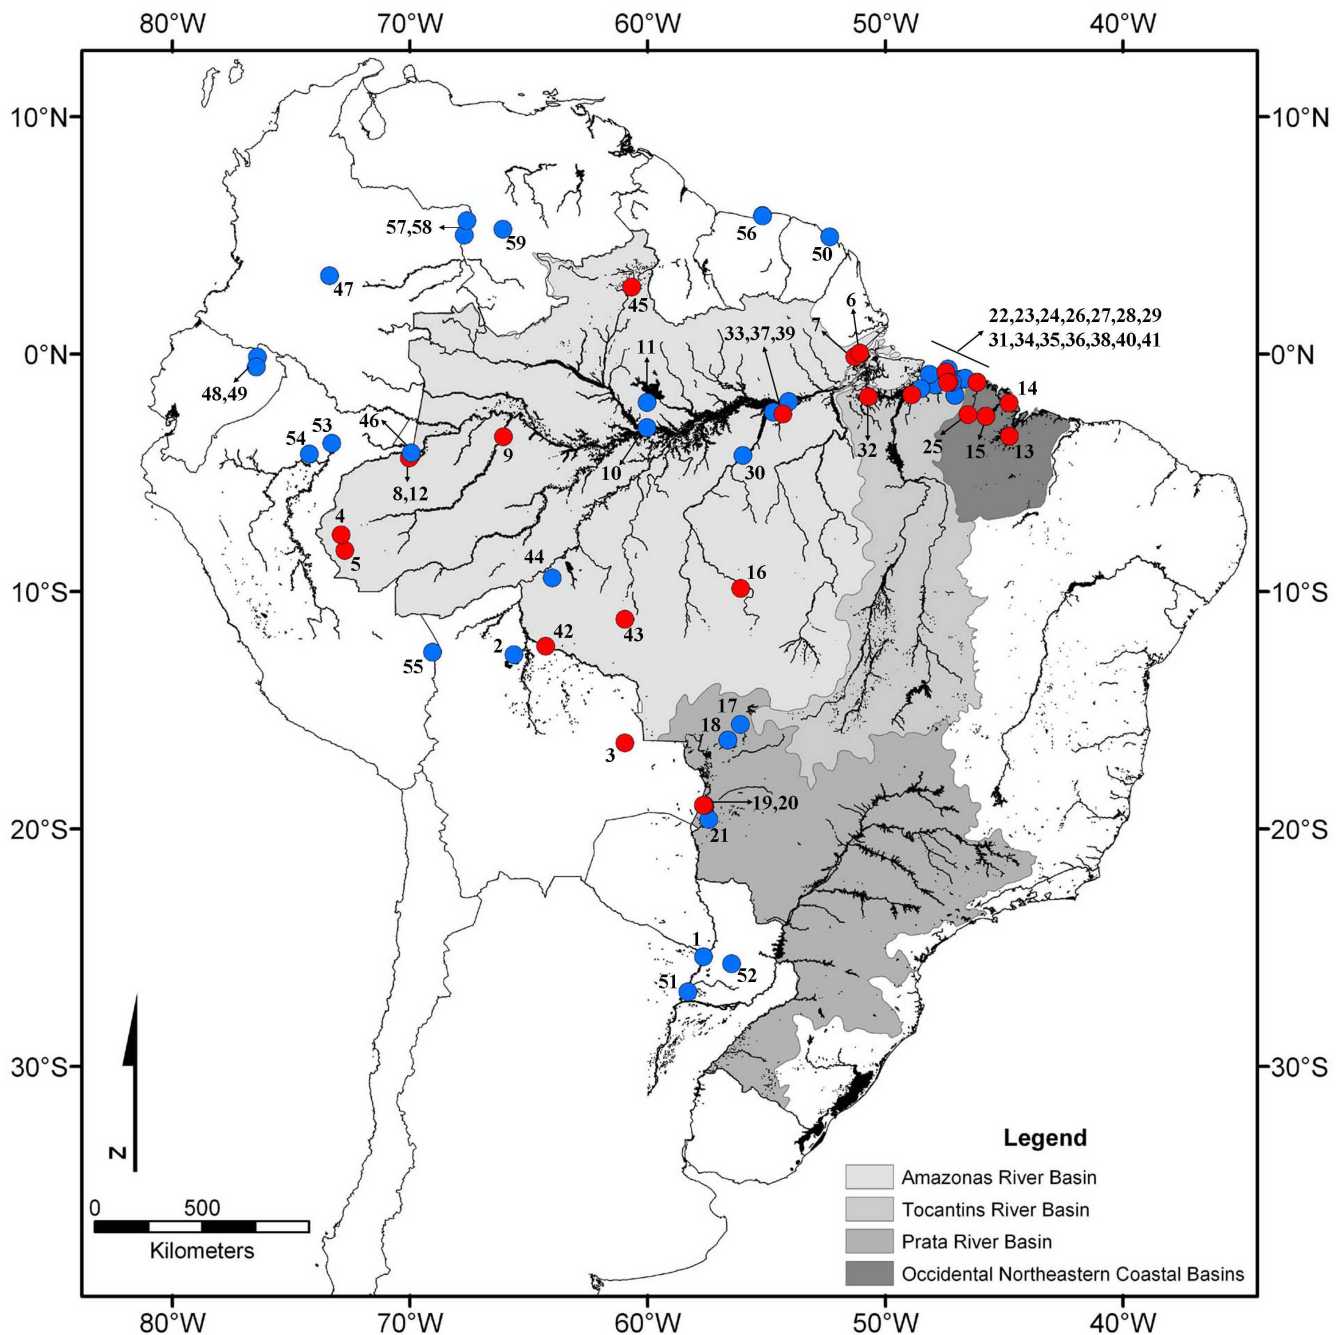 80°W 70°W 60°W 50°W 40°W
10°N 10°N
57,58 59 56 50
47 45
6
7
22,23,24,26,27,28,29
31,34,35,36,38,40,41
33,37,39
0°N 11 0°N
48,49 14
46 53 54 9 10 30 32 25 15 13
8,12
4
5 44 16
10°S 10°S
42 43
55 2
17
18
3
19,20
20°S 21 20°S
1
52
51
30°S 30°S
N
Legend
Amazonas River Basin
Tocantins River Basin
Prata River Basin
Occidental Northeastern Coastal Basins
0 500
Kilometers
80°W 70°W 60°W 50°W 40°W